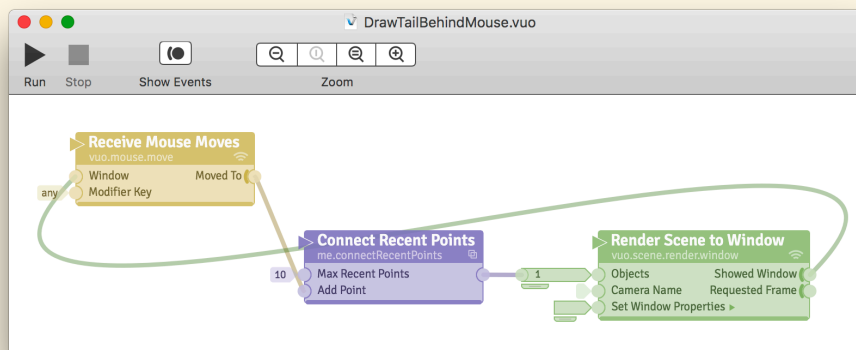 DrawTailBehindMouse.vuo
Run
Stop
Show Events
Zoom
Receive Mouse Moves
vuo.mouse.move
Window
Moved To
any
Modifier Key
Connect Recent Points
me.connectRecentPoints
10
Max Recent Points
Add Point
Render Scene to Window
vuo.scene.render.window
1
Objects
Showed Window
Camera Name
Requested Frame
Set Window Properties ▸